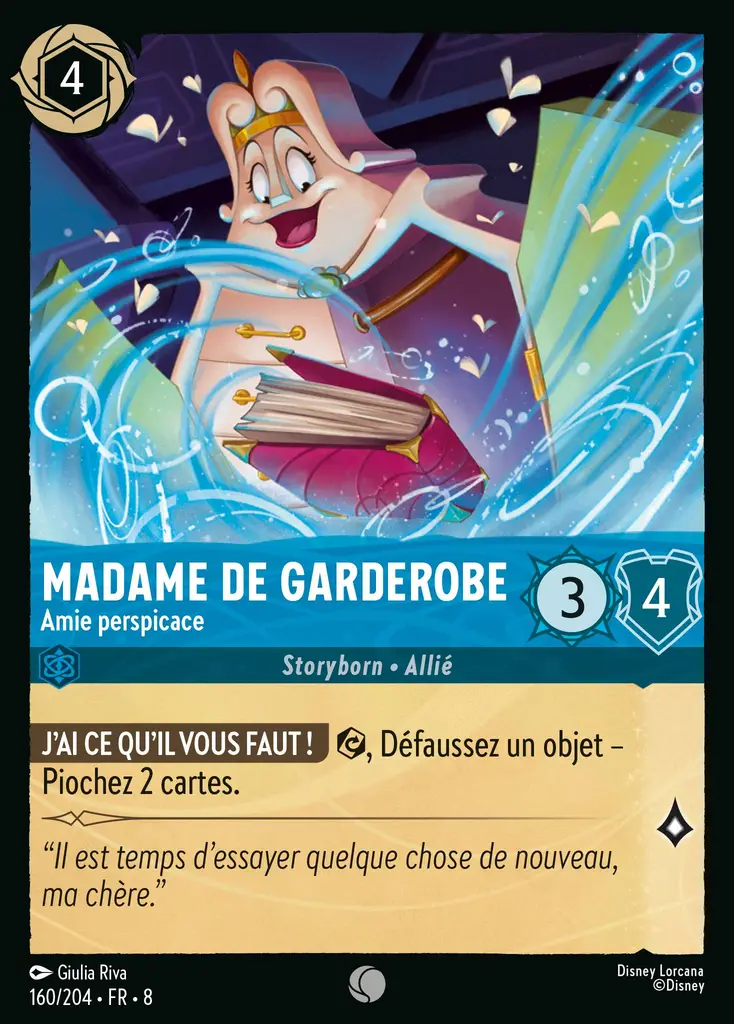 4
MADAME DE GARDEROBE
Amie perspicace
3
4
Storyborn • Allié
J'AI CE QU'IL VOUS FAUT ! , Défaussez un objet –
Piochez 2 cartes.
“Il est temps d'essayer quelque chose de nouveau,
ma chère.”
Giulia Riva
160/204 • FR • 8
Disney Lorcana
©Disney